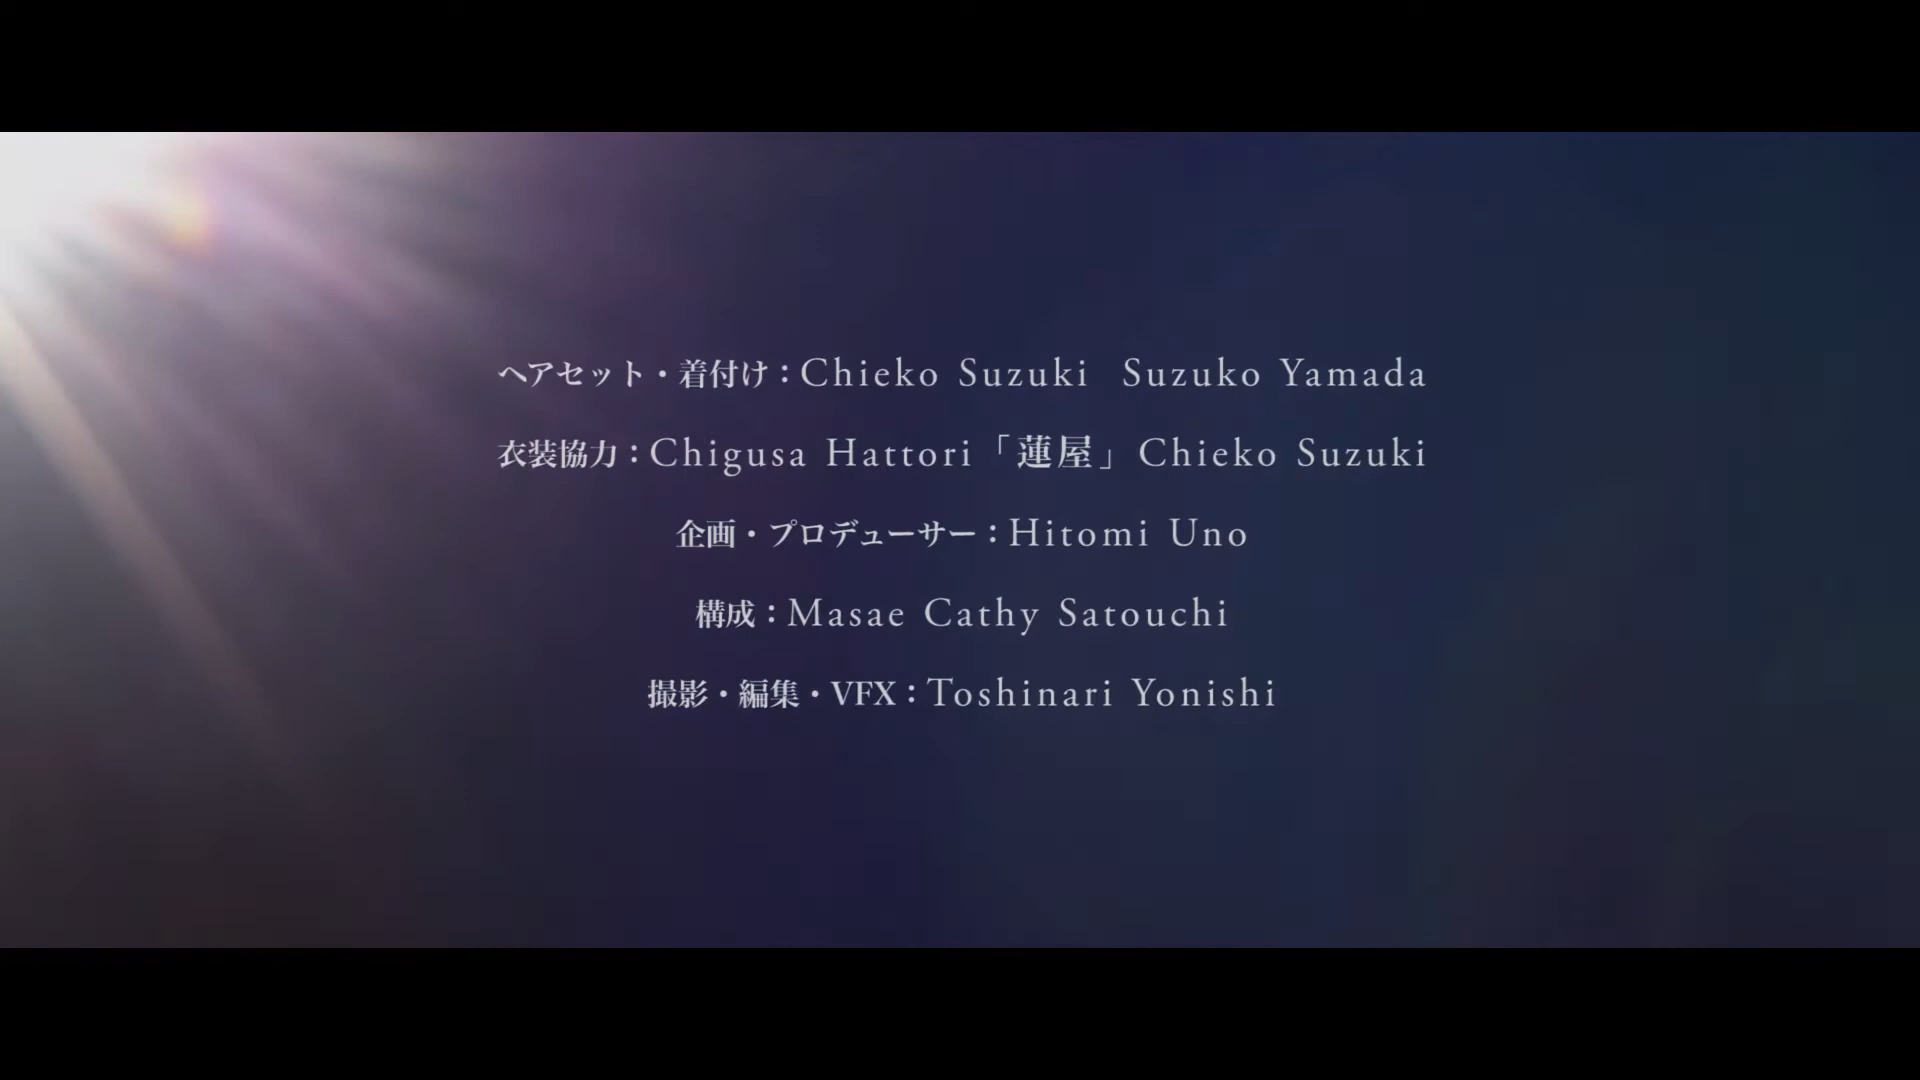 ヘアセット・着付け：Chieko Suzuki Suzuko Yamada
衣装協力：Chigusa Hattori「蓮屋」Chieko Suzuki
企画・プロデューサー：Hitomi Uno
構成：Masae Cathy Satouchi
撮影・編集・VFX：Toshinari Yonishi